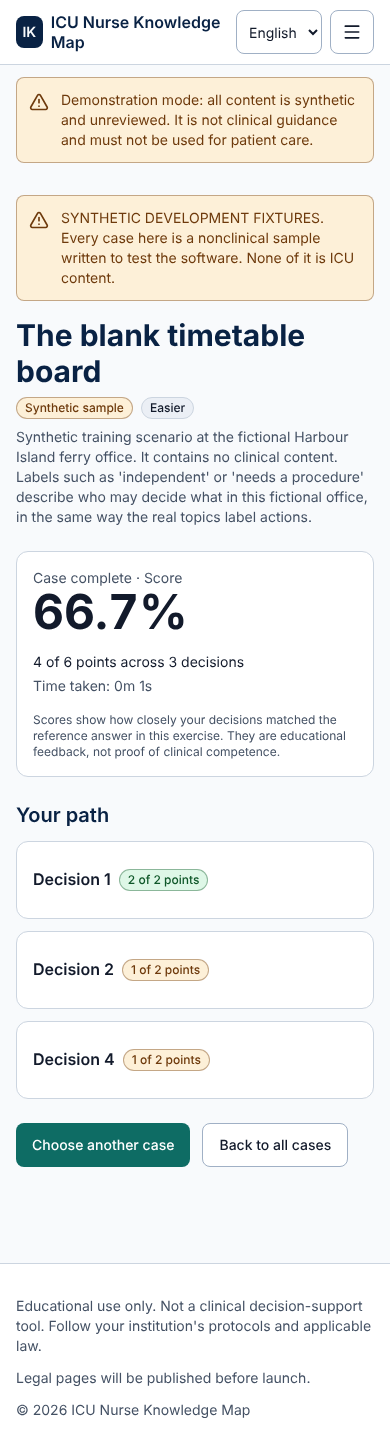 IK
ICU Nurse Knowledge
Map
English
Demonstration mode: all content is synthetic
and unreviewed. It is not clinical guidance
and must not be used for patient care.
SYNTHETIC DEVELOPMENT FIXTURES.
Every case here is a nonclinical sample
written to test the software. None of it is ICU
content.
The blank timetable
board
Synthetic sample
Easier
Synthetic training scenario at the fictional Harbour
Island ferry office. It contains no clinical content.
Labels such as 'independent' or 'needs a procedure'
describe who may decide what in this fictional office,
in the same way the real topics label actions.
Case complete · Score
66.7%
4 of 6 points across 3 decisions
Time taken: 0m 1s
Scores show how closely your decisions matched the
reference answer in this exercise. They are educational
feedback, not proof of clinical competence.
Your path
Decision 1 2 of 2 points
Decision 2 1 of 2 points
Decision 4 1 of 2 points
Choose another case
Back to all cases
Educational use only. Not a clinical decision-support
tool. Follow your institution's protocols and applicable
law.
Legal pages will be published before launch.
© 2026 ICU Nurse Knowledge Map